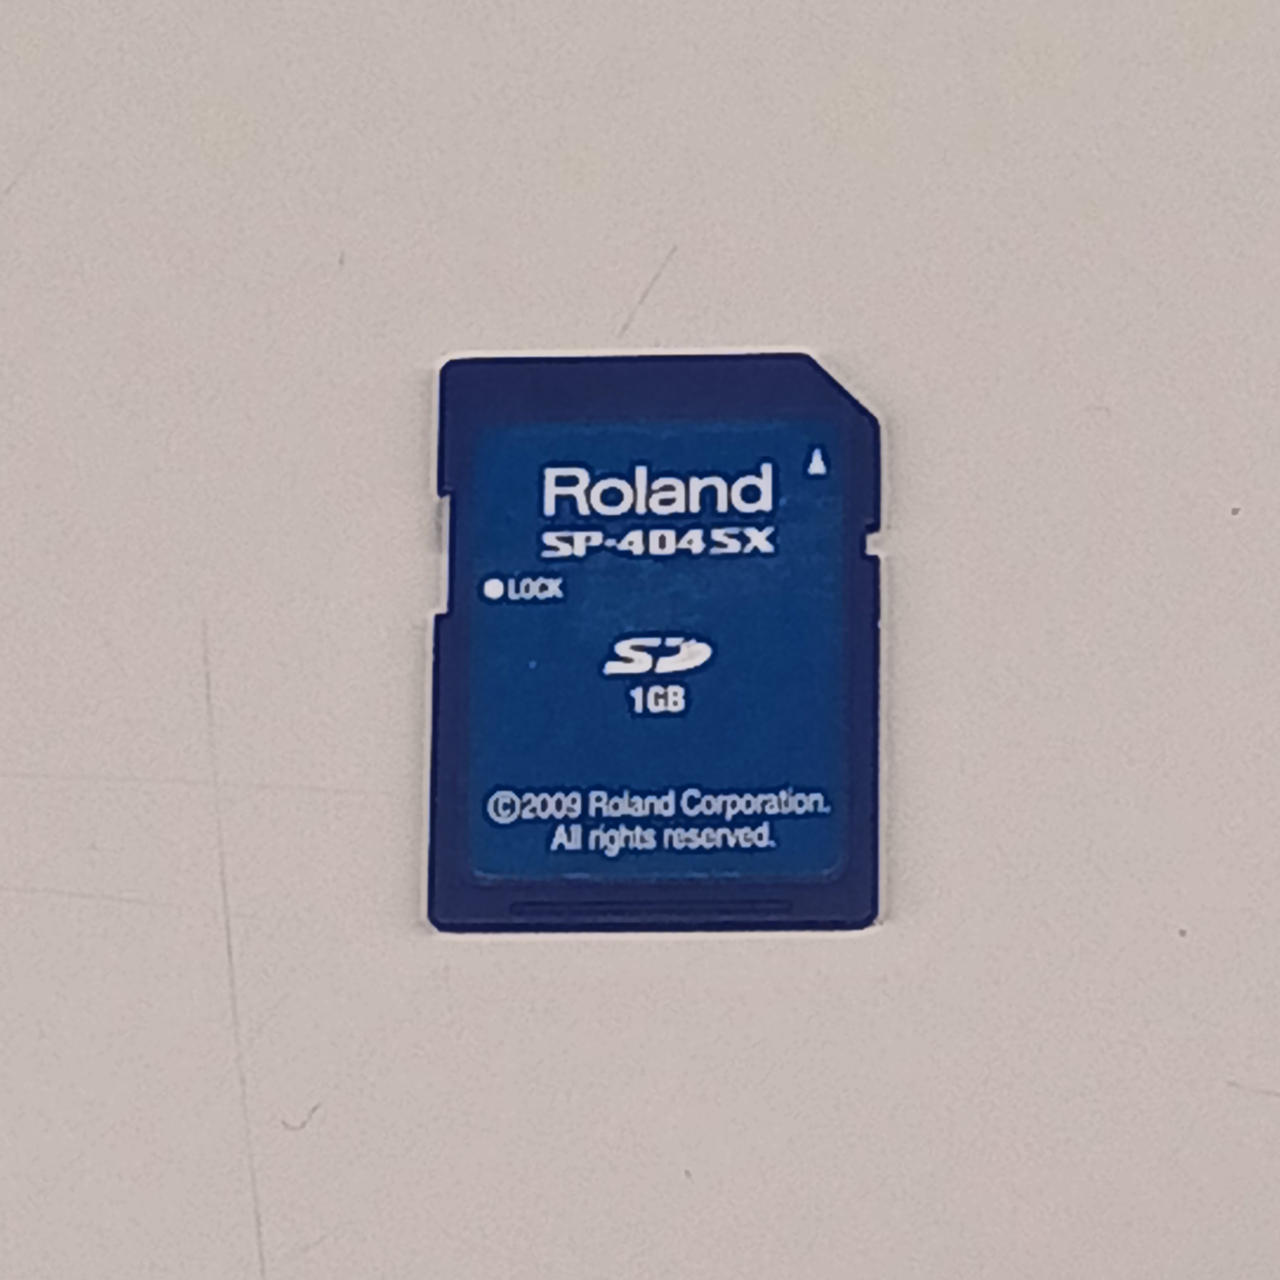 Roland
SP-404SX
LOCK
SD
1GB
©2009 Roland Corporation.
All rights reserved.